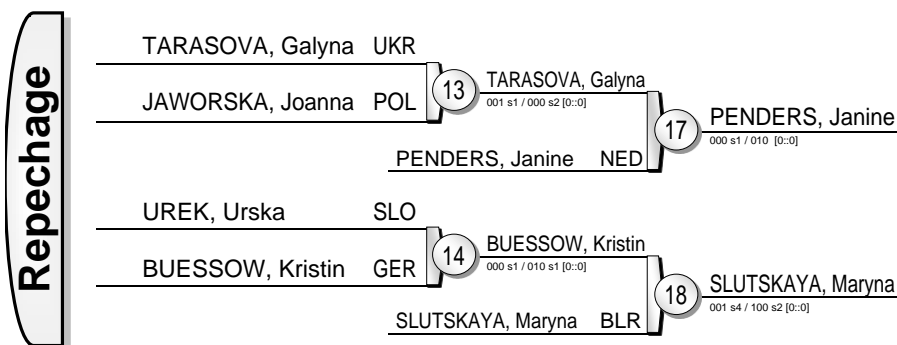 Repechage
TARASOVA, Galyna UKR
JAWORSKA, Joanna POL
13
TARASOVA, Galyna
001 s1 / 000 s2 [0::0]
PENDERS, Janine NED
17
PENDERS, Janine
000 s1 / 010 [0::0]
UREK, Urska SLO
BUESSOW, Kristin GER
14
BUESSOW, Kristin
000 s1 / 010 s1 [0::0]
SLUTSKAYA, Maryna BLR
18
SLUTSKAYA, Maryna
001 s4 / 100 s2 [0::0]